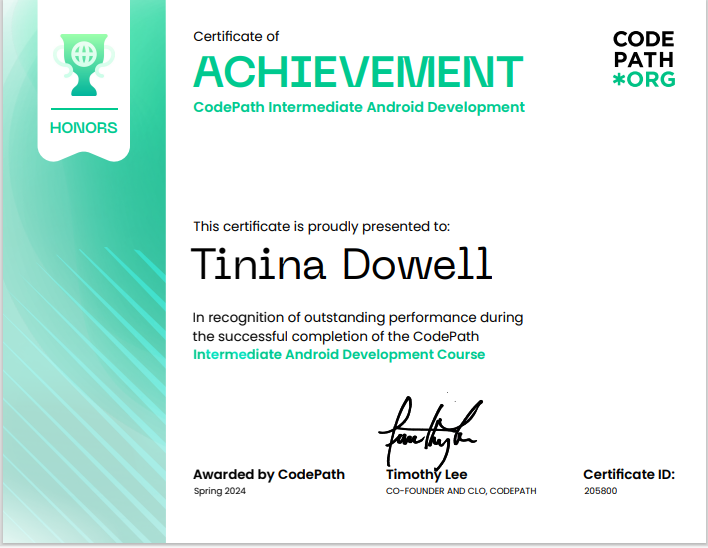 HONORS
Certificate of
ACHIEVEMENT
CodePath Intermediate Android Development
CODE
PATH
*ORG
This certificate is proudly presented to:
Tinina Dowell
In recognition of outstanding performance during
the successful completion of the CodePath
Intermediate Android Development Course
Awarded by CodePath
Spring 2024
Timothy Lee
CO-FOUNDER AND CLO, CODEPATH
Certificate ID:
205800